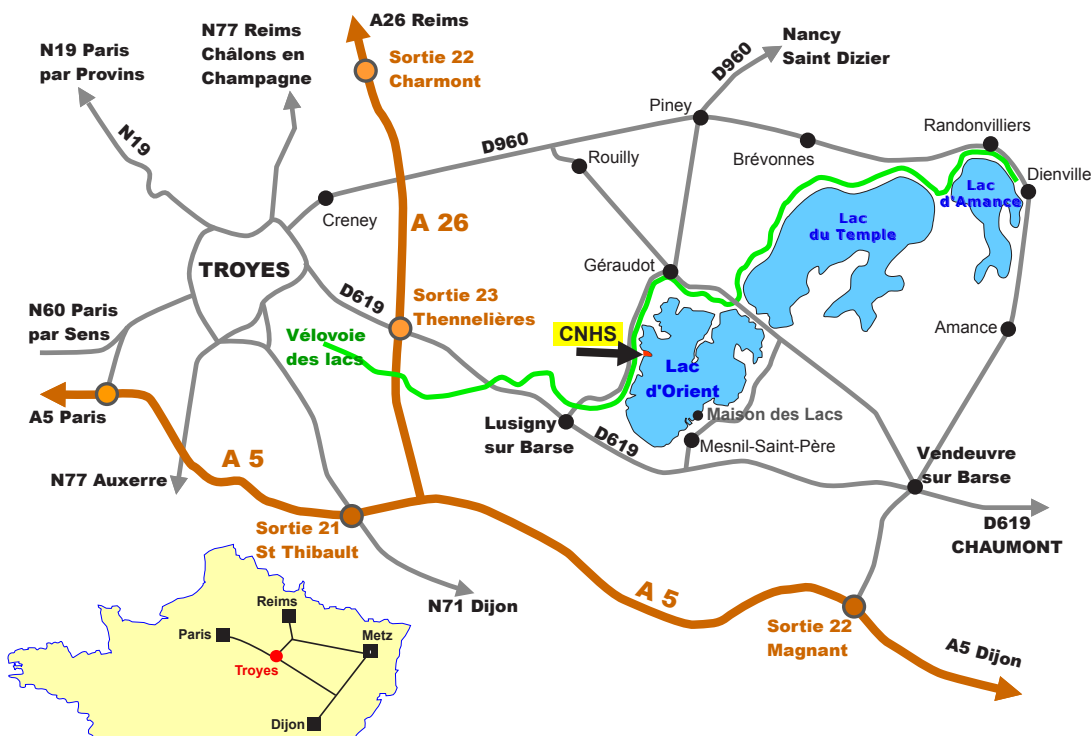 A26 Reims
N77 Reims
Châlons en
Champagne
N19 Paris
par Provins
Sortie 22
Charmont
Nancy
Saint Dizier
D960
Piney
Randonvilliers
N19
D960
Rouilly
Brévonnes
Dienville
Lac
d'Amance
Creney
A 26
Lac
du Temple
TROYES
Géraudot
D619
Sortie 23
Thennelières
N60 Paris
par Sens
Vélovoie
des lacs
CNHS
Amance
Lac
d'Orient
A5 Paris
Maison des Lacs
Lusigny
sur Barse
D619
Mesnil-Saint-Père
Vendeuvre
sur Barse
A 5
N77 Auxerre
D619
CHAUMONT
Sortie 21
St Thibault
N71 Dijon
A 5
Sortie 22
Magnant
A5 Dijon
Reims
Paris
Metz
Troyes
Dijon